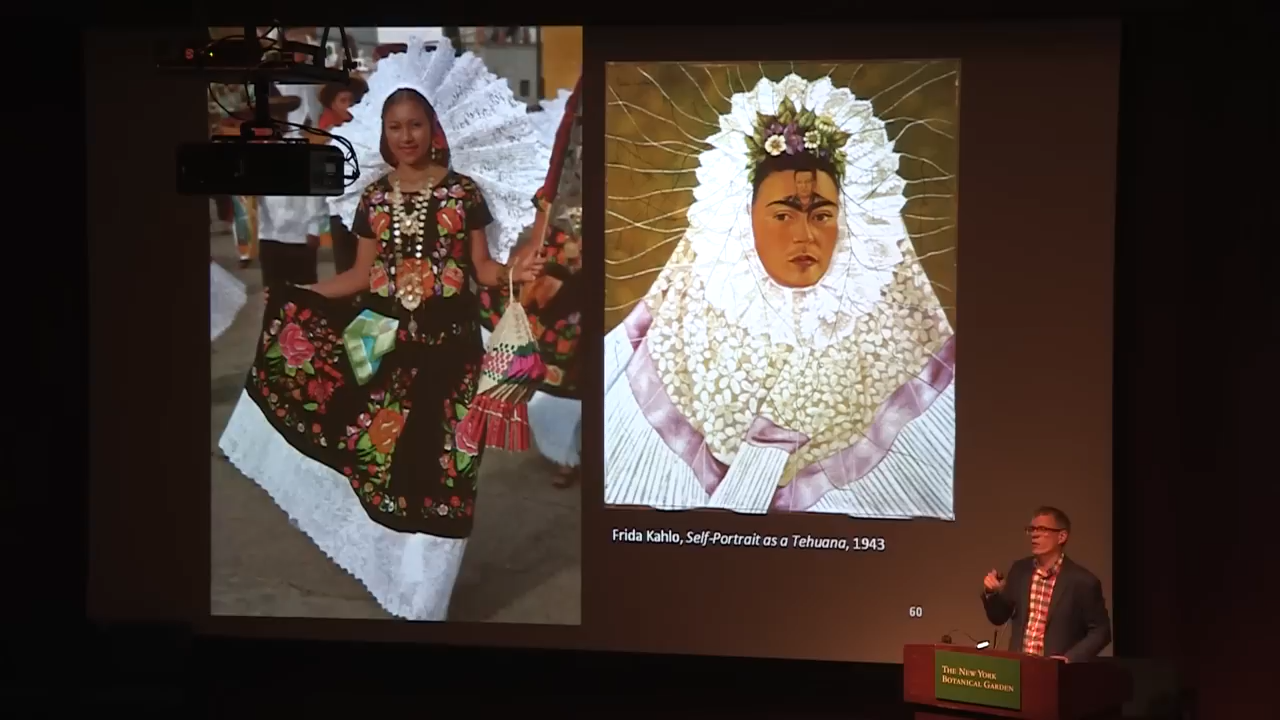 Frida Kahlo, Self-Portrait as a Tehuana, 1943
60
THE NEW YORK
BOTANICAL GARDEN